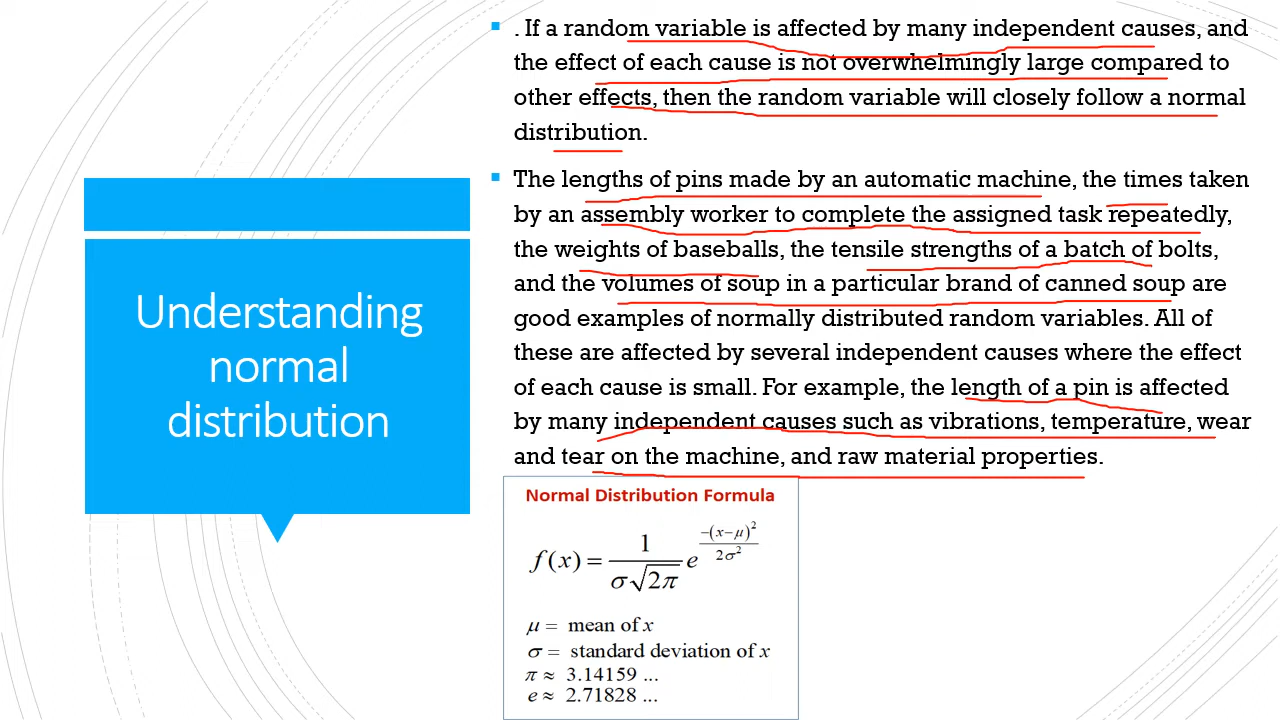 Understanding
normal
distribution
. If a random variable is affected by many independent causes, and
the effect of each cause is not overwhelmingly large compared to
other effects, then the random variable will closely follow a normal
distribution.
The lengths of pins made by an automatic machine, the times taken
by an assembly worker to complete the assigned task repeatedly,
the weights of baseballs, the tensile strengths of a batch of bolts,
and the volumes of soup in a particular brand of canned soup are
good examples of normally distributed random variables. All of
these are affected by several independent causes where the effect
of each cause is small. For example, the length of a pin is affected
by many independent causes such as vibrations, temperature, wear
and tear on the machine, and raw material properties.
Normal Distribution Formula
f(x) = 1/(σ√2π) e^(-(x-μ)²/2σ²)
μ = mean of x
σ = standard deviation of x
π ≈ 3.14159 ...
e ≈ 2.71828 ...